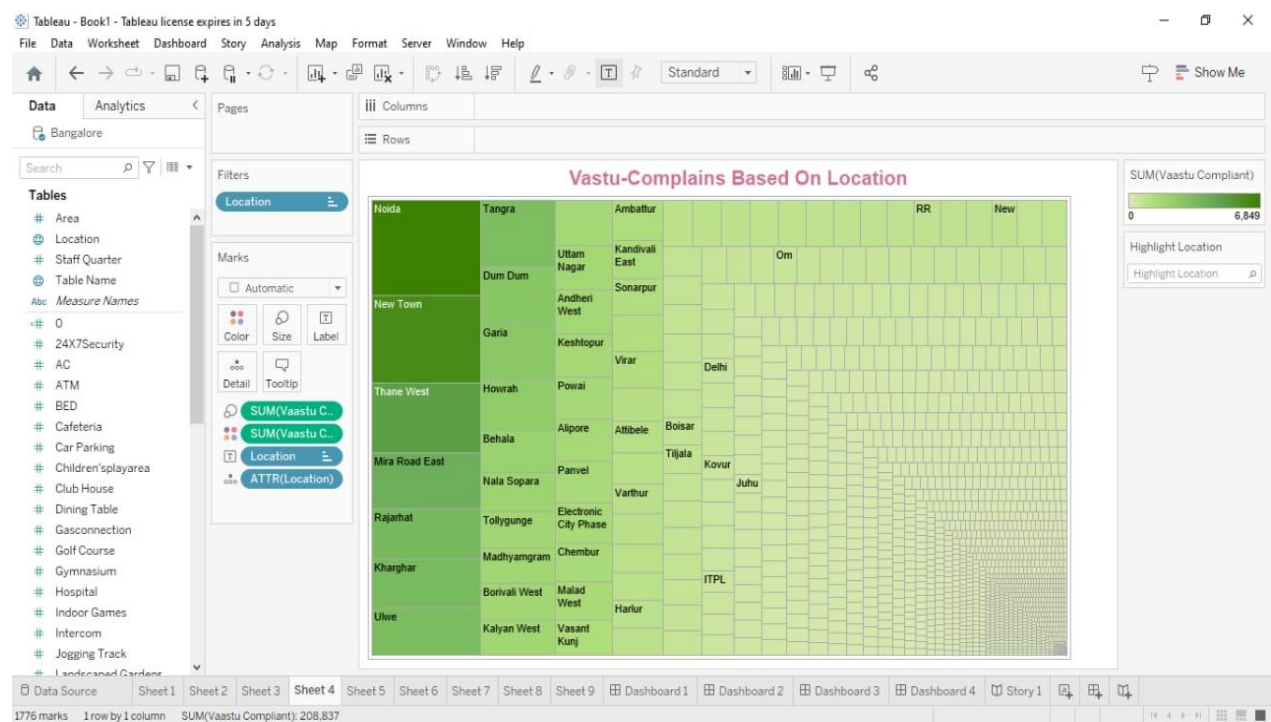 Tableau - Book1 - Tableau license expires in 5 days
File Data Worksheet Dashboard Story Analysis Map Format Server Window Help
Standard
Show Me
Data Analytics
Bangalore
Search
Tables
# Area
Location
# Staff Quarter
Table Name
Abc Measure Names
=# 0
# 24X7Security
# AC
# ATM
# BED
# Cafeteria
# Car Parking
# Children'splayarea
# Club House
# Dining Table
# Gasconnection
# Golf Course
# Gymnasium
# Hospital
# Indoor Games
# Intercom
# Jogging Track
# Landscaped Gardens
Pages
Filters
Location
Marks
Automatic
Color Size Label
Detail Tooltip
SUM(Vaastu C..
SUM(Vaastu C..
Location
ATTR(Location)
Columns
Rows
Vastu-Complains Based On Location
Noida
New Town
Thane West
Mira Road East
Rajarhat
Kharghar
Ulwe
Tangra
Dum Dum
Garia
Howrah
Behala
Nala Sopara
Tollygunge
Madhyamgram
Borivali West
Kalyan West
Uttam
Nagar
Andheri
West
Keshtopur
Powai
Alipore
Panvel
Electronic
City Phase
Chembur
Malad
West
Vasant
Kunj
Ambattur
Kandivali
East
Sonarpur
Virar
Attibele
Varthur
Harlur
Boisar
Tiljala
Delhi
Kovur
ITPL
Juhu
Om
RR
New
SUM(Vaastu Compliant)
0 6,849
Highlight Location
Highlight Location
Data Source Sheet 1 Sheet 2 Sheet 3 Sheet 4 Sheet 5 Sheet 6 Sheet 7 Sheet 8 Sheet 9 Dashboard 1 Dashboard 2 Dashboard 3 Dashboard 4 Story 1
1776 marks 1 row by 1 column SUM(Vaastu Compliant): 208,837